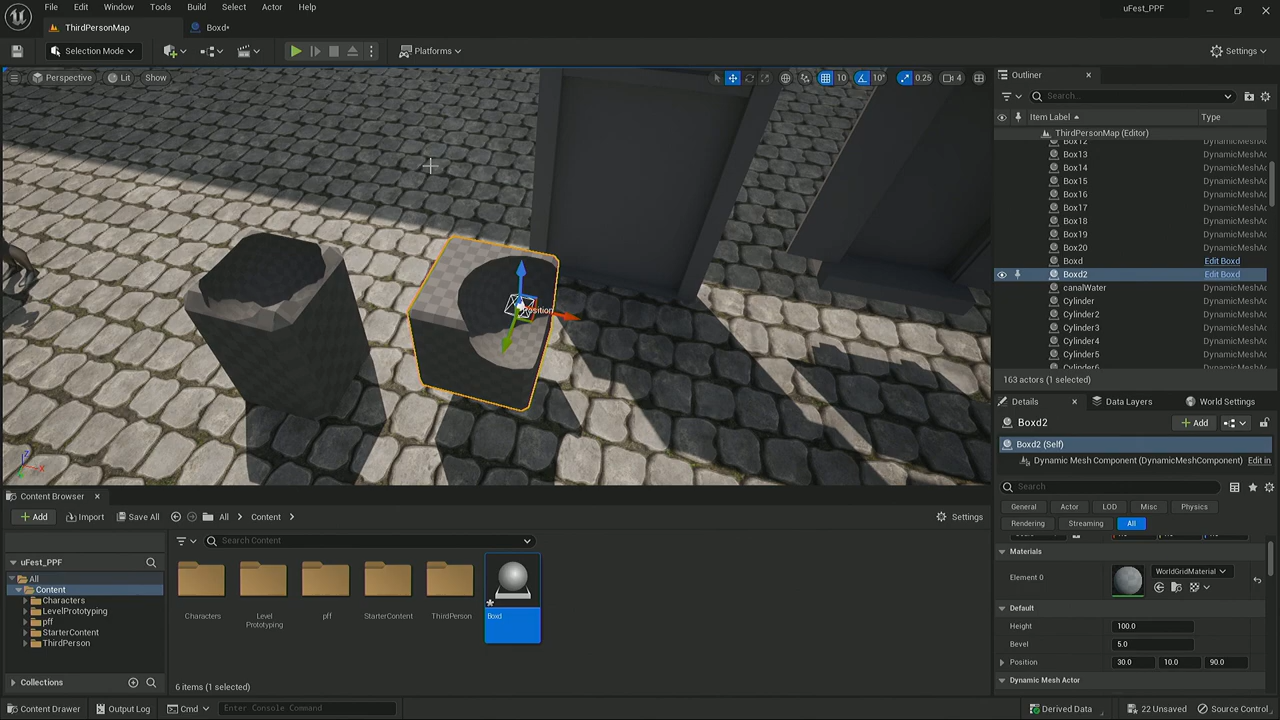 File Edit Window Tools Build Select Actor Help
uFest_PPF
ThirdPersonMap
Boxd*
Selection Mode
Platforms
Settings
Perspective
Lit
Show
10
10°
0.25
4
Position
Outliner
Search...
Item Label
Type
ThirdPersonMap (Editor)
Box12 DynamicMeshAc
Box13 DynamicMeshAc
Box14 DynamicMeshAc
Box15 DynamicMeshAc
Box16 DynamicMeshAc
Box17 DynamicMeshAc
Box18 DynamicMeshAc
Box19 DynamicMeshAc
Box20 DynamicMeshAc
Boxd Edit Boxd
Boxd2 Edit Boxd
canalWater DynamicMeshAc
Cylinder DynamicMeshAc
Cylinder2 DynamicMeshAc
Cylinder3 DynamicMeshAc
Cylinder4 DynamicMeshAc
Cylinder5 DynamicMeshAc
Cylinder6 DynamicMeshAc
163 actors (1 selected)
Details
Data Layers
World Settings
Boxd2
Add
Boxd2 (Self)
Dynamic Mesh Component (DynamicMeshComponent) Edit in
Search
General Actor LOD Misc Physics
Rendering Streaming All
Materials
Element 0
WorldGridMaterial
Default
Height 100.0
Bevel 5.0
Position 30.0 10.0 90.0
Dynamic Mesh Actor
Content Browser
Add
Import
Save All
All
Content
Settings
uFest_PPF
All
Content
Characters
LevelPrototyping
pff
StarterContent
ThirdPerson
Collections
Search Content
Characters
Level
Prototyping
pff
StarterContent
ThirdPerson
Boxd
6 items (1 selected)
Content Drawer
Output Log
Cmd
Enter Console Command
Derived Data
22 Unsaved
Source Control